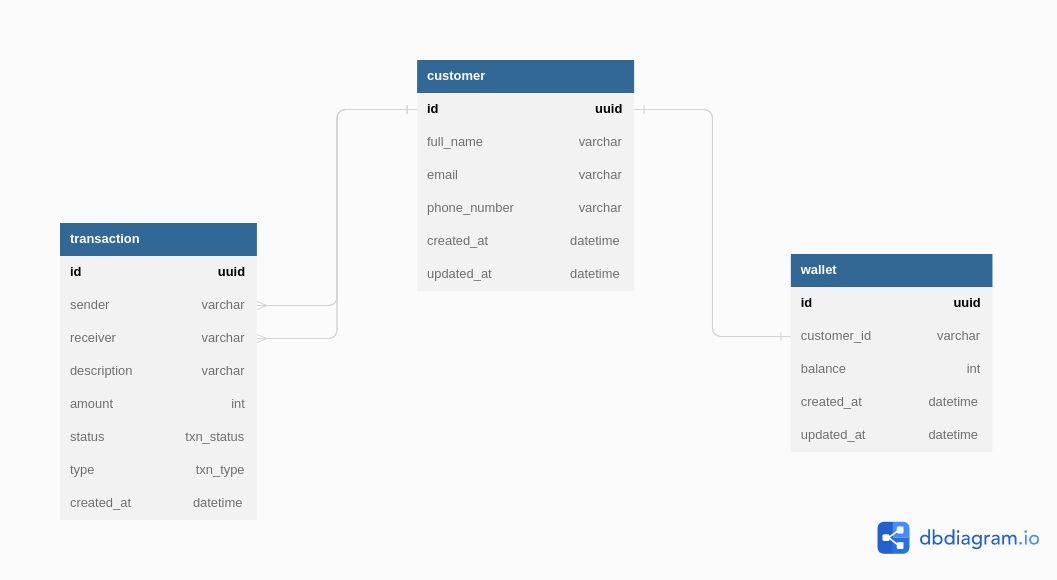 customer
id uuid
full_name varchar
email varchar
phone_number varchar
created_at datetime
updated_at datetime
transaction
id uuid
sender varchar
receiver varchar
description varchar
amount int
status txn_status
type txn_type
created_at datetime
wallet
id uuid
customer_id varchar
balance int
created_at datetime
updated_at datetime
dbdiagram.io